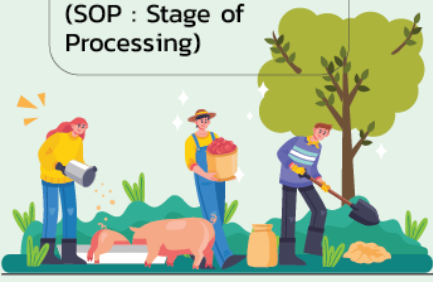 (SOP : Stage of
Processing)